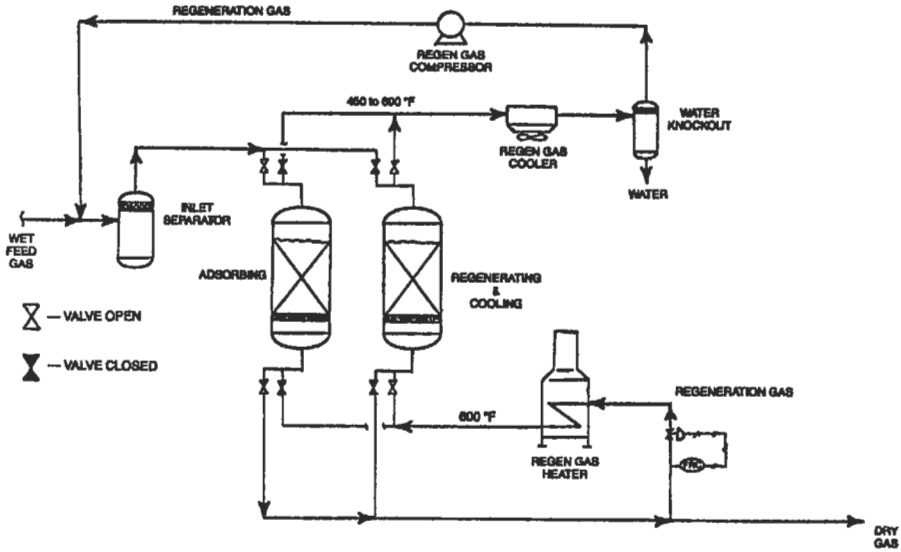 REGENERATION GAS
REGEN GAS
COMPRESSOR
450 to 600 °F
WATER
KNOCKOUT
REGEN GAS
COOLER
WATER
INLET
SEPARATOR
WET
FEED
GAS
ADSORBING
REGENERATING
&
COOLING
— VALVE OPEN
— VALVE CLOSED
REGENERATION GAS
600 °F
FRC
REGEN GAS
HEATER
DRY
GAS